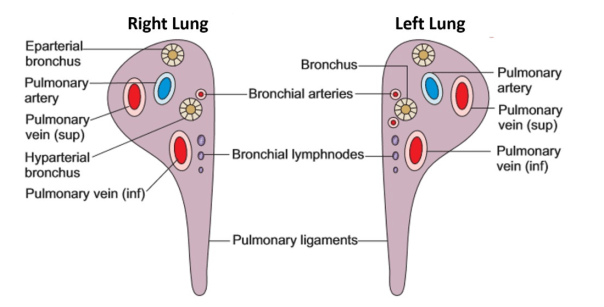 Right Lung
Left Lung
Eparterial
bronchus
Pulmonary
artery
Pulmonary
vein (sup)
Hyparterial
bronchus
Pulmonary vein (inf)
Bronchus
Bronchial arteries
Bronchial lymphnodes
Pulmonary ligaments
Pulmonary
artery
Pulmonary
vein (sup)
Pulmonary
vein (inf)